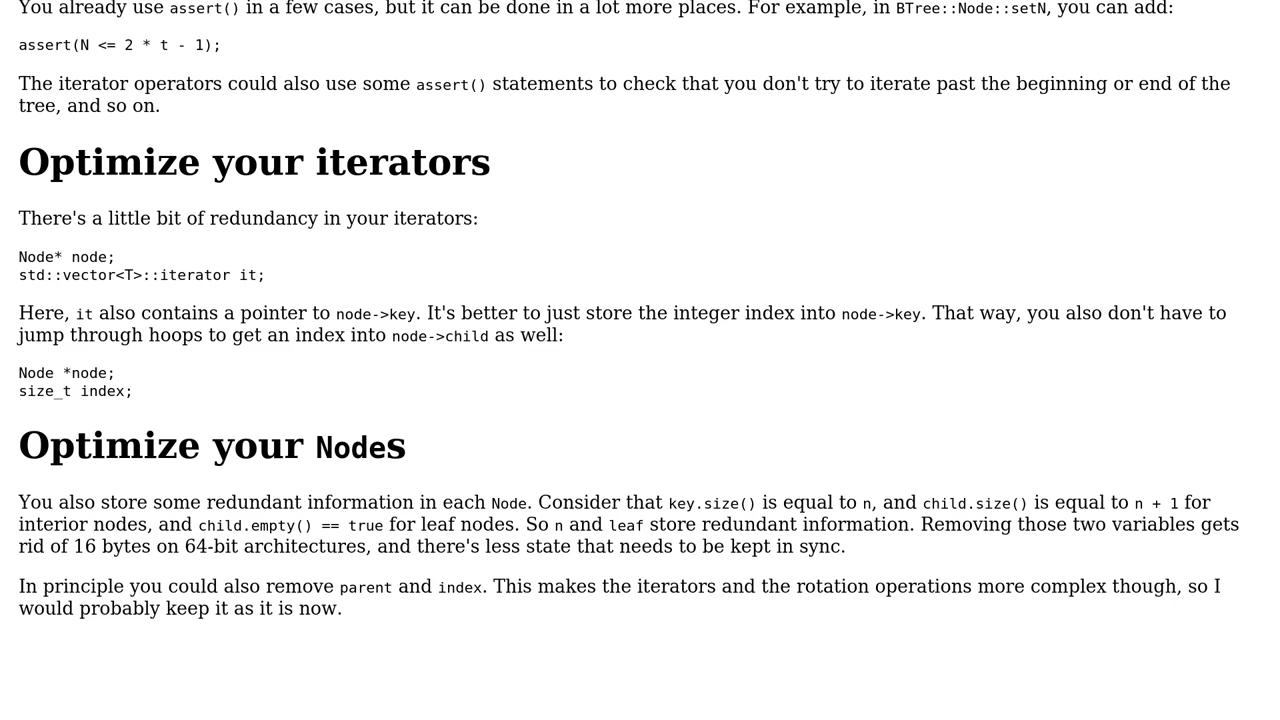 You already use assert() in a few cases, but it can be done in a lot more places. For example, in BTree::Node::setN, you can add:
assert(N <= 2 * t - 1);
The iterator operators could also use some assert() statements to check that you don't try to iterate past the beginning or end of the
tree, and so on.
Optimize your iterators
There's a little bit of redundancy in your iterators:
Node* node;
std::vector<T>::iterator it;
Here, it also contains a pointer to node->key. It's better to just store the integer index into node->key. That way, you also don't have to
jump through hoops to get an index into node->child as well:
Node *node;
size_t index;
Optimize your Nodes
You also store some redundant information in each Node. Consider that key.size() is equal to n, and child.size() is equal to n + 1 for
interior nodes, and child.empty() == true for leaf nodes. So n and leaf store redundant information. Removing those two variables gets
rid of 16 bytes on 64-bit architectures, and there's less state that needs to be kept in sync.
In principle you could also remove parent and index. This makes the iterators and the rotation operations more complex though, so I
would probably keep it as it is now.